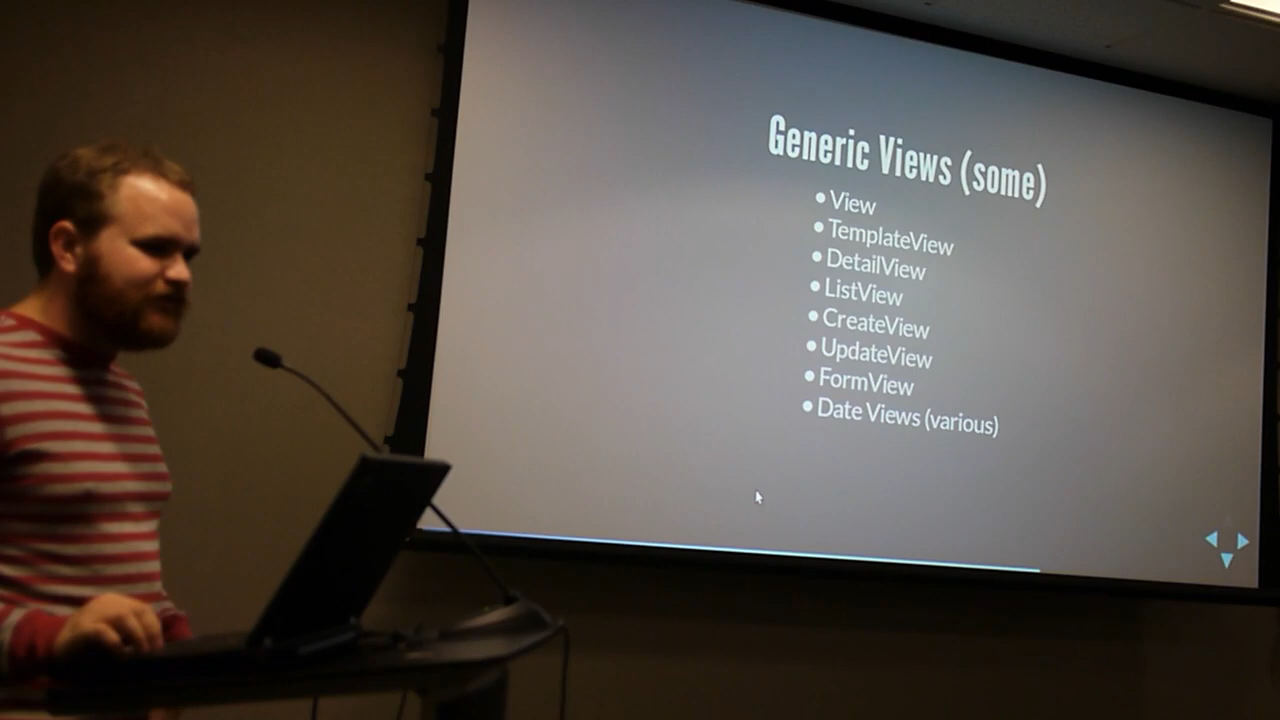 Generic Views (some)
• View
• TemplateView
• DetailView
• ListView
• CreateView
• UpdateView
• FormView
• Date Views (various)